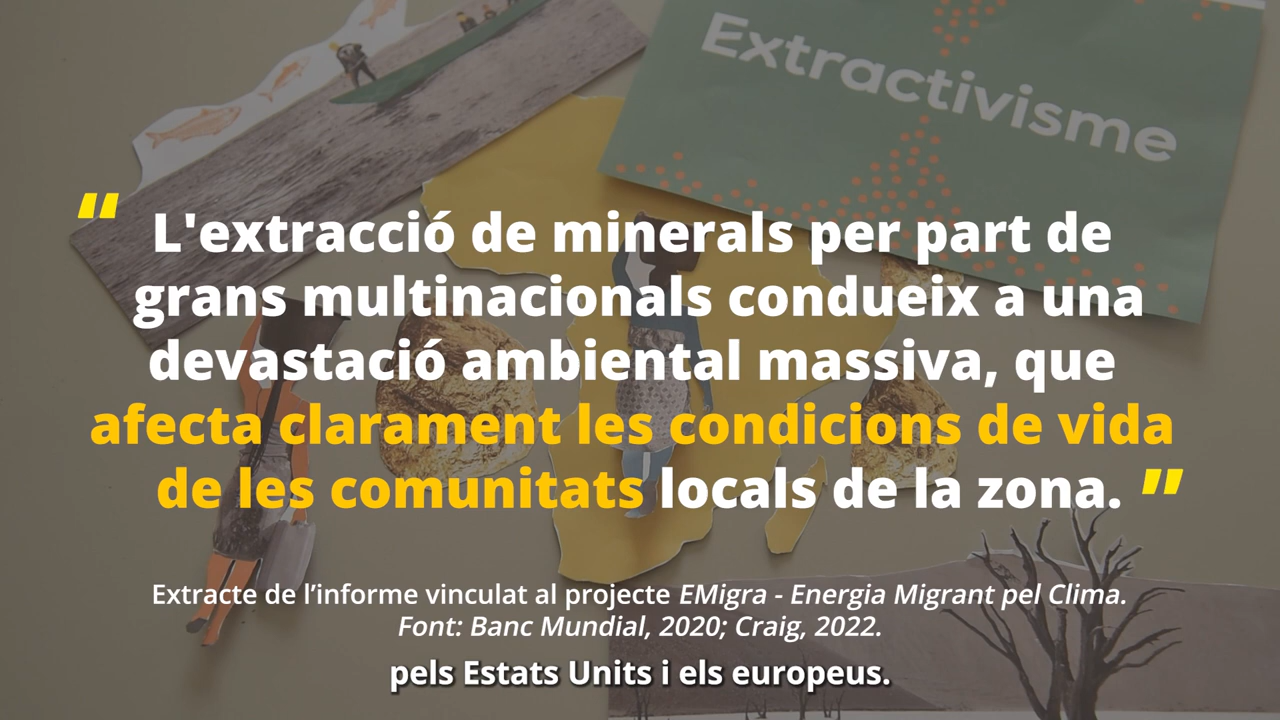 Extractivisme
“ L'extracció de minerals per part de
grans multinacionals condueix a una
devastació ambiental massiva, que
afecta clarament les condicions de vida
de les comunitats locals de la zona. ”
Extracte de l’informe vinculat al projecte EMigra - Energia Migrant pel Clima.
Font: Banc Mundial, 2020; Craig, 2022.
pels Estats Units i els europeus.